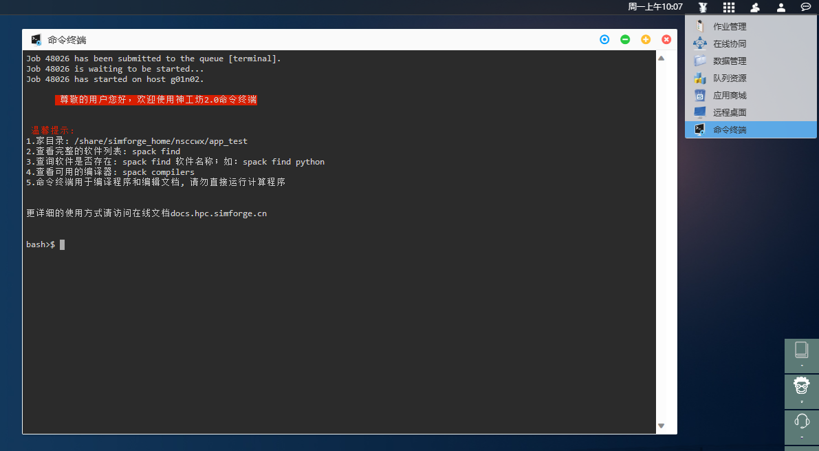 周一上午10:07
命令终端
作业管理
在线协同
数据管理
队列资源
应用商城
远程桌面
命令终端
Job 48026 has been submitted to the queue [terminal].
Job 48026 is waiting to be started...
Job 48026 has started on host g01n02.
尊敬的用户您好，欢迎使用神工坊2.0命令终端
温馨提示：
1.家目录: /share/simforge_home/nsccwx/app_test
2.查看完整的软件列表: spack find
3.查询软件是否存在: spack find 软件名称；如: spack find python
4.查看可用的编译器: spack compilers
5.命令终端用于编译程序和编辑文档, 请勿直接运行计算程序
更详细的使用方式请访问在线文档docs.hpc.simforge.cn
bash>$